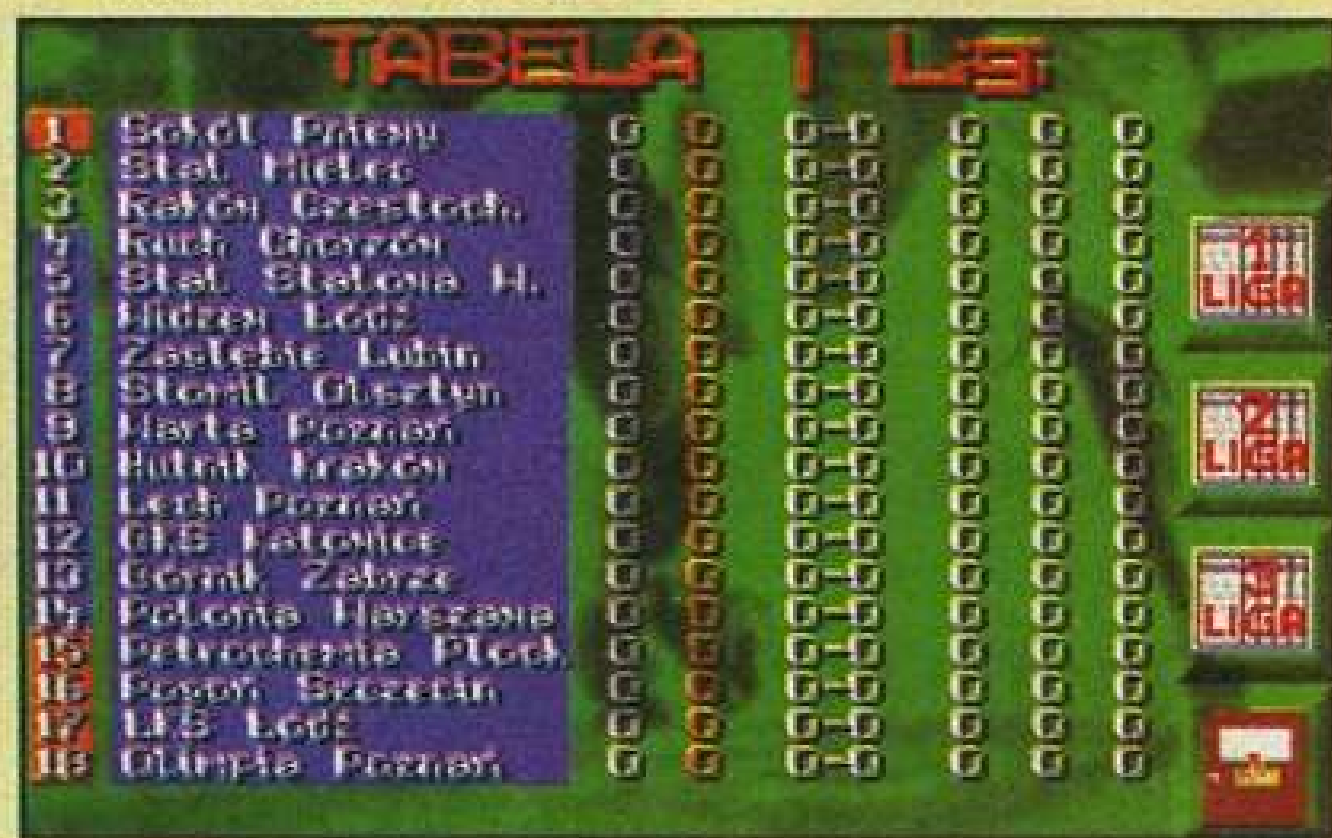 TABELA I Ligi
1 Sokol Pniewy 0 0 0-0 0 0 0
2 Stal Mielec 0 0 0-0 0 0 0
3 Raków Czestoch. 0 0 0-0 0 0 0
4 Ruch Chorzów 0 0 0-0 0 0 0
5 Stal Stalowa W. 0 0 0-0 0 0 0
6 Widzew Łódź 0 0 0-0 0 0 0
7 Zaglebie Lubin 0 0 0-0 0 0 0
8 Stomil Olsztyn 0 0 0-0 0 0 0
9 Warta Poznań 0 0 0-0 0 0 0
10 Hutnik Kraków 0 0 0-0 0 0 0
11 Lech Poznań 0 0 0-0 0 0 0
12 GKS Katowice 0 0 0-0 0 0 0
13 Górnik Zabrze 0 0 0-0 0 0 0
14 Polonia Warszawa 0 0 0-0 0 0 0
15 Petrochemia Plock 0 0 0-0 0 0 0
16 Pogoń Szczecin 0 0 0-0 0 0 0
17 ŁKS Łódź 0 0 0-0 0 0 0
18 Olimpia Poznań 0 0 0-0 0 0 0
1
LIGA
2
LIGA
3
LIGA